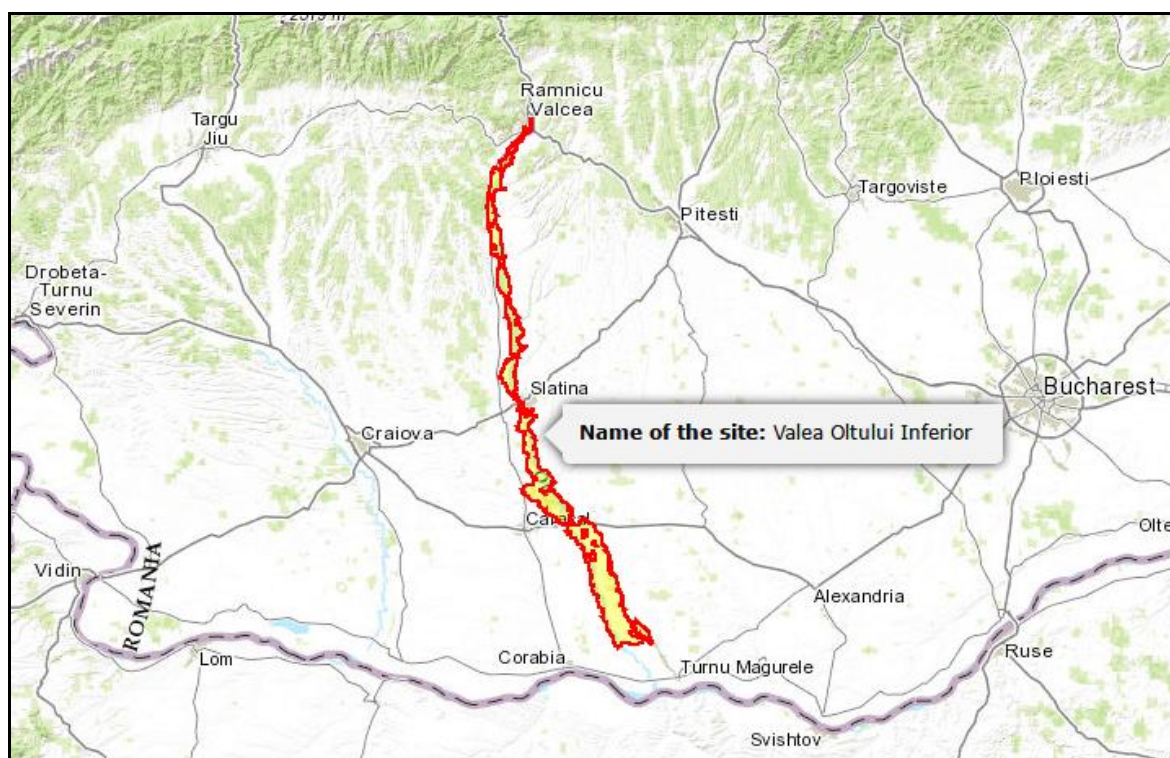 Ramnicu
Valcea
Targu
Jiu
Targoviste
Ploiesti
Pitesti
Drobeta-
Turnu
Severin
Slatina
Bucharest
Craiova
Name of the site: Valea Oltului Inferior
Vidin
ROMANIA
Alexandria
Lom
Corabia
Turnu Magurele
Ruse
Svishtov
Olte